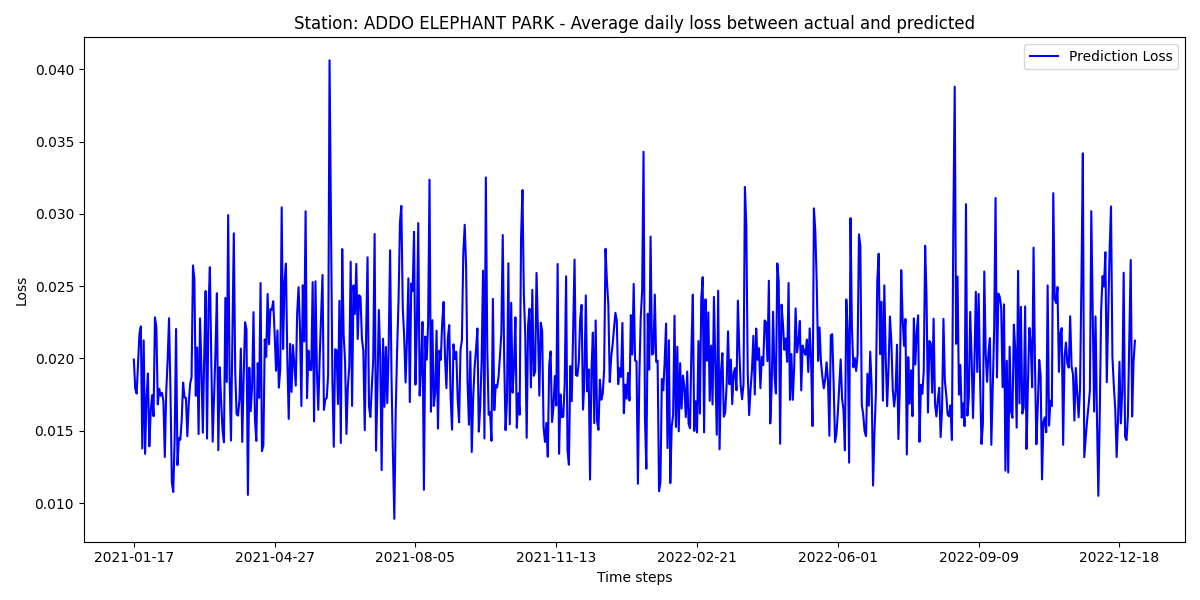 Station: ADDO ELEPHANT PARK - Average daily loss between actual and predicted
Prediction Loss
Loss
0.040
0.035
0.030
0.025
0.020
0.015
0.010
2021-01-17 2021-04-27 2021-08-05 2021-11-13 2022-02-21 2022-06-01 2022-09-09 2022-12-18
Time steps